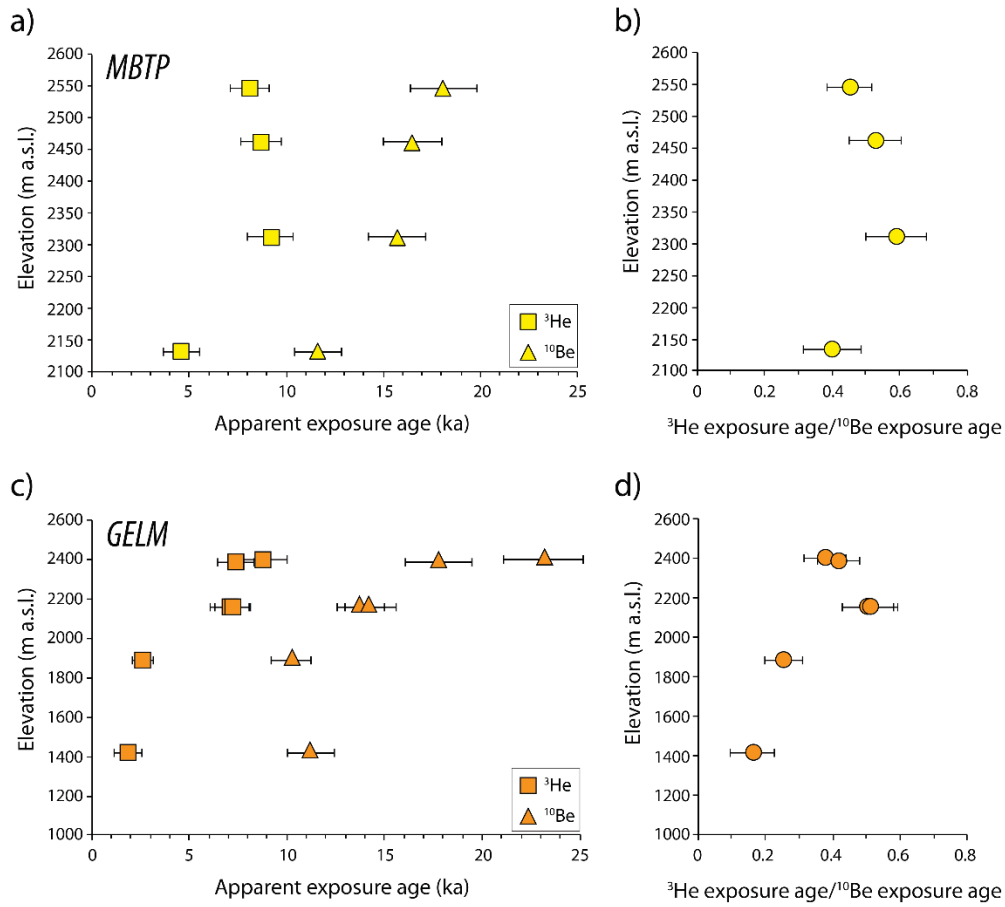 a)
MBTP
2600
2550
2500
2450
2400
2350
2300
2250
2200
2150
2100
Elevation (m a.s.l.)
³He
¹⁰Be
0 5 10 15 20 25
Apparent exposure age (ka)
b)
2600
2550
2500
2450
2400
2350
2300
2250
2200
2150
2100
Elevation (m a.s.l.)
0 0.2 0.4 0.6 0.8
³He exposure age/¹⁰Be exposure age
c)
GELM
2600
2400
2200
2000
1800
1600
1400
1200
1000
Elevation (m a.s.l.)
³He
¹⁰Be
0 5 10 15 20 25
Apparent exposure age (ka)
d)
2600
2400
2200
2000
1800
1600
1400
1200
1000
Elevation (m a.s.l.)
0 0.2 0.4 0.6 0.8
³He exposure age/¹⁰Be exposure age